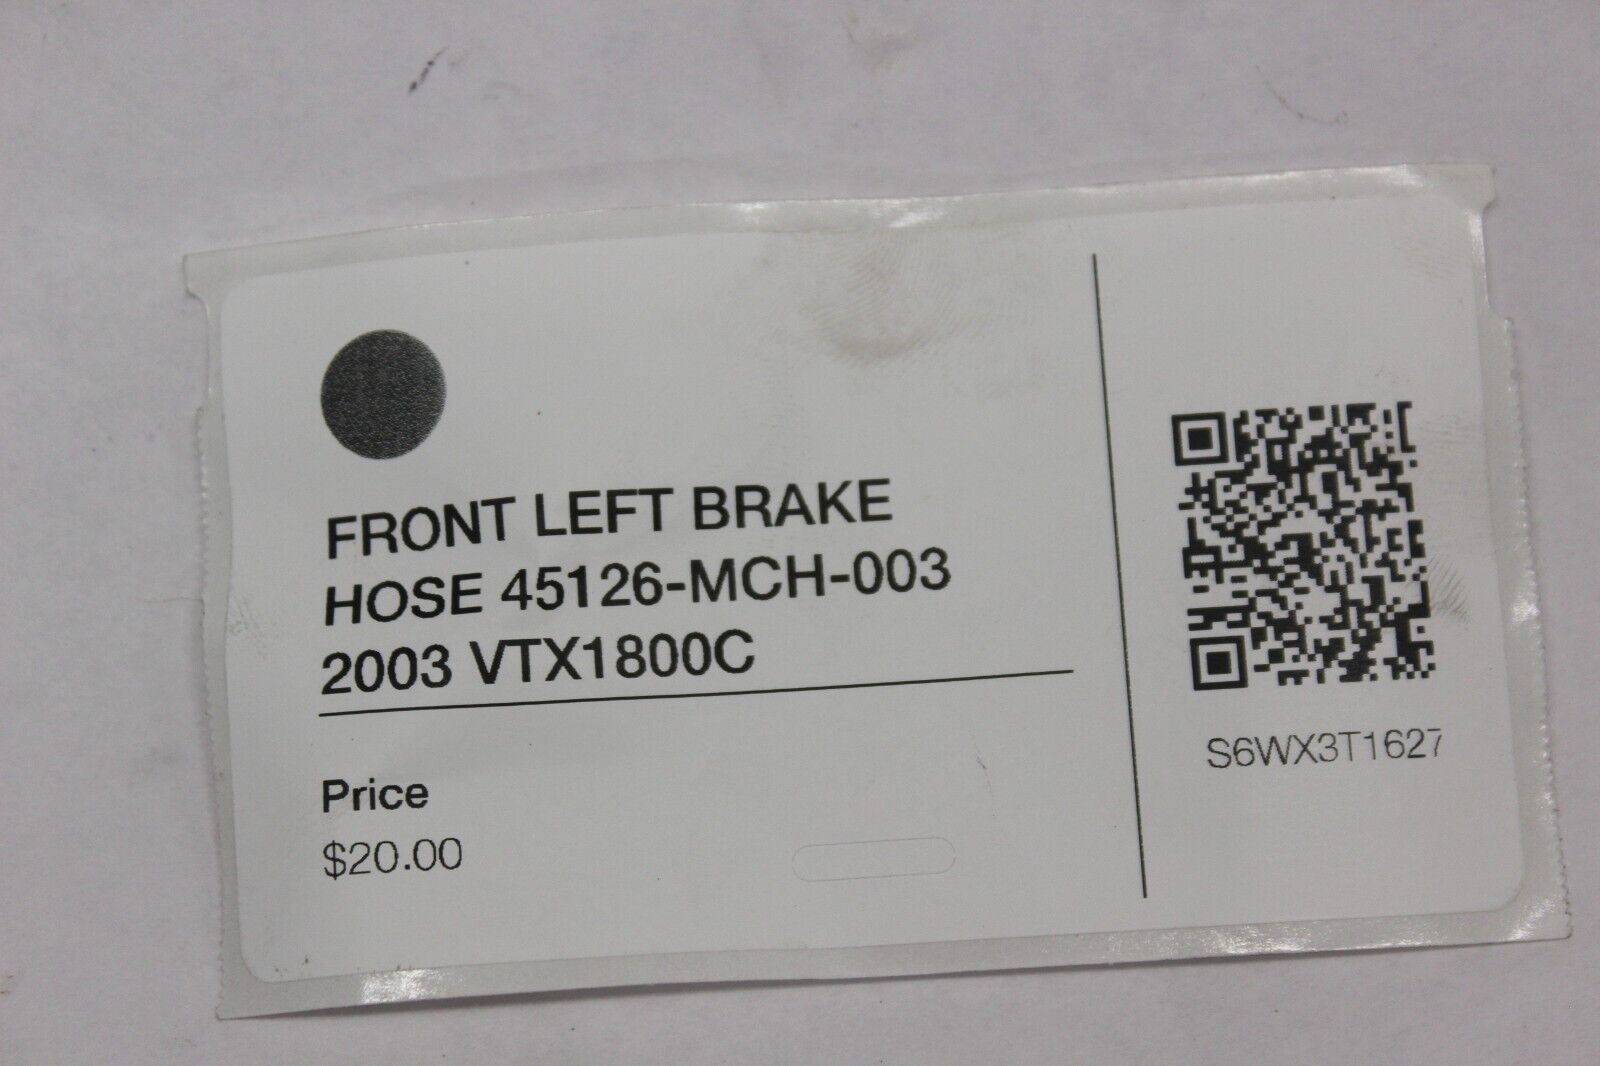 FRONT LEFT BRAKE
HOSE 45126-MCH-003
2003 VTX1800C
Price
$20.00
S6WX3T1627